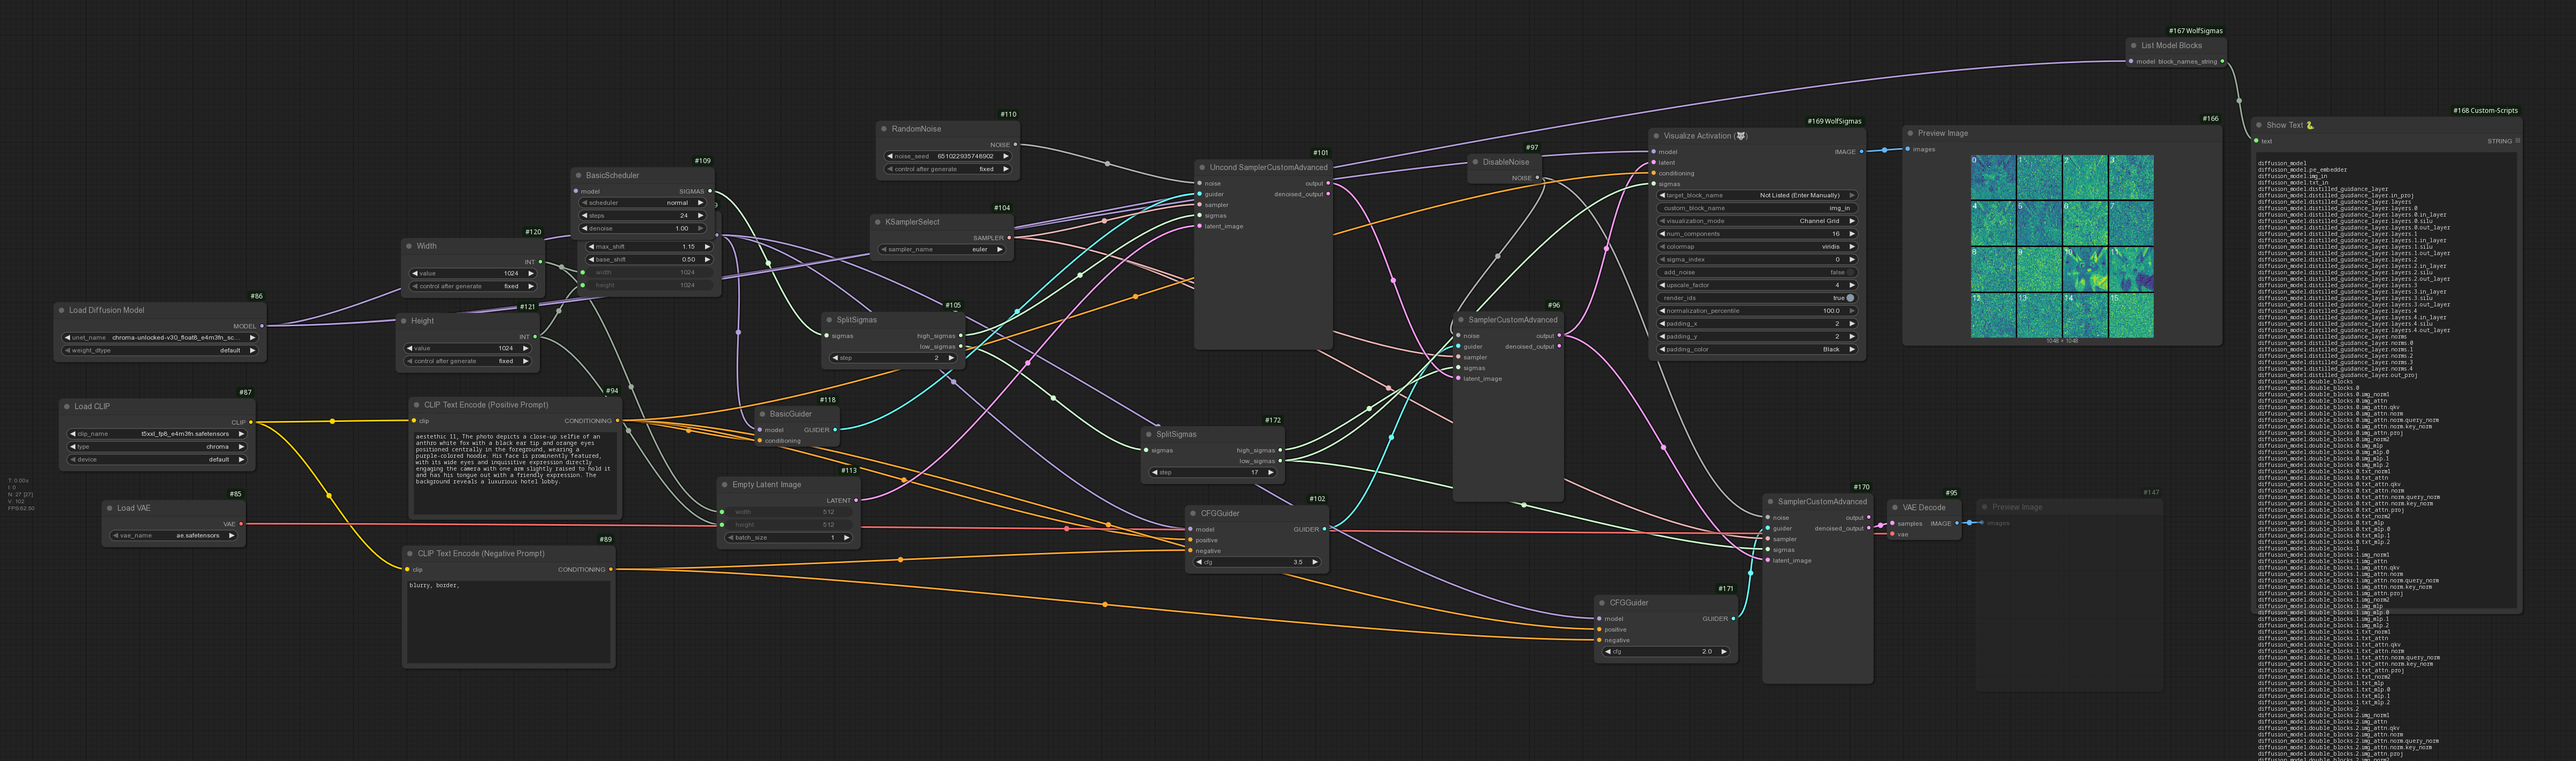 #167 WolfSigmas
List Model Blocks
model block_names_string
#168 Custom-Scripts
Show Text 🐍
text
STRING
diffusion_model
diffusion_model.pe_embedder
diffusion_model.img_in
diffusion_model.txt_in
diffusion_model.distilled_guidance_layer
diffusion_model.distilled_guidance_layer.in_proj
diffusion_model.distilled_guidance_layer.layers
diffusion_model.distilled_guidance_layer.layers.0
diffusion_model.distilled_guidance_layer.layers.0.in_layer
diffusion_model.distilled_guidance_layer.layers.0.silu
diffusion_model.distilled_guidance_layer.layers.0.out_layer
diffusion_model.distilled_guidance_layer.layers.1
diffusion_model.distilled_guidance_layer.layers.1.in_layer
diffusion_model.distilled_guidance_layer.layers.1.silu
diffusion_model.distilled_guidance_layer.layers.1.out_layer
diffusion_model.distilled_guidance_layer.layers.2
diffusion_model.distilled_guidance_layer.layers.2.in_layer
diffusion_model.distilled_guidance_layer.layers.2.silu
diffusion_model.distilled_guidance_layer.layers.2.out_layer
diffusion_model.distilled_guidance_layer.layers.3
diffusion_model.distilled_guidance_layer.layers.3.in_layer
diffusion_model.distilled_guidance_layer.layers.3.silu
diffusion_model.distilled_guidance_layer.layers.3.out_layer
diffusion_model.distilled_guidance_layer.layers.4
diffusion_model.distilled_guidance_layer.layers.4.in_layer
diffusion_model.distilled_guidance_layer.layers.4.silu
diffusion_model.distilled_guidance_layer.layers.4.out_layer
diffusion_model.distilled_guidance_layer.norms
diffusion_model.distilled_guidance_layer.norms.0
diffusion_model.distilled_guidance_layer.norms.1
diffusion_model.distilled_guidance_layer.norms.2
diffusion_model.distilled_guidance_layer.norms.3
diffusion_model.distilled_guidance_layer.norms.4
diffusion_model.distilled_guidance_layer.out_proj
diffusion_model.double_blocks
diffusion_model.double_blocks.0
diffusion_model.double_blocks.0.img_norm1
diffusion_model.double_blocks.0.img_attn
diffusion_model.double_blocks.0.img_attn.qkv
diffusion_model.double_blocks.0.img_attn.norm
diffusion_model.double_blocks.0.img_attn.norm.query_norm
diffusion_model.double_blocks.0.img_attn.norm.key_norm
diffusion_model.double_blocks.0.img_attn.proj
diffusion_model.double_blocks.0.img_norm2
diffusion_model.double_blocks.0.img_mlp
diffusion_model.double_blocks.0.img_mlp.0
diffusion_model.double_blocks.0.img_mlp.1
diffusion_model.double_blocks.0.img_mlp.2
diffusion_model.double_blocks.0.txt_norm1
diffusion_model.double_blocks.0.txt_attn
diffusion_model.double_blocks.0.txt_attn.qkv
diffusion_model.double_blocks.0.txt_attn.norm
diffusion_model.double_blocks.0.txt_attn.norm.query_norm
diffusion_model.double_blocks.0.txt_attn.norm.key_norm
diffusion_model.double_blocks.0.txt_attn.proj
diffusion_model.double_blocks.0.txt_norm2
diffusion_model.double_blocks.0.txt_mlp
diffusion_model.double_blocks.0.txt_mlp.0
diffusion_model.double_blocks.0.txt_mlp.1
diffusion_model.double_blocks.0.txt_mlp.2
diffusion_model.double_blocks.1
diffusion_model.double_blocks.1.img_norm1
diffusion_model.double_blocks.1.img_attn
diffusion_model.double_blocks.1.img_attn.qkv
diffusion_model.double_blocks.1.img_attn.norm
diffusion_model.double_blocks.1.img_attn.norm.query_norm
diffusion_model.double_blocks.1.img_attn.norm.key_norm
diffusion_model.double_blocks.1.img_attn.proj
diffusion_model.double_blocks.1.img_norm2
diffusion_model.double_blocks.1.img_mlp
diffusion_model.double_blocks.1.img_mlp.0
diffusion_model.double_blocks.1.img_mlp.1
diffusion_model.double_blocks.1.img_mlp.2
diffusion_model.double_blocks.1.txt_norm1
diffusion_model.double_blocks.1.txt_attn
diffusion_model.double_blocks.1.txt_attn.qkv
diffusion_model.double_blocks.1.txt_attn.norm
diffusion_model.double_blocks.1.txt_attn.norm.query_norm
diffusion_model.double_blocks.1.txt_attn.norm.key_norm
diffusion_model.double_blocks.1.txt_attn.proj
diffusion_model.double_blocks.1.txt_norm2
diffusion_model.double_blocks.1.txt_mlp
diffusion_model.double_blocks.1.txt_mlp.0
diffusion_model.double_blocks.1.txt_mlp.1
diffusion_model.double_blocks.1.txt_mlp.2
diffusion_model.double_blocks.2
diffusion_model.double_blocks.2.img_norm1
diffusion_model.double_blocks.2.img_attn
diffusion_model.double_blocks.2.img_attn.qkv
diffusion_model.double_blocks.2.img_attn.norm
diffusion_model.double_blocks.2.img_attn.norm.query_norm
diffusion_model.double_blocks.2.img_attn.norm.key_norm
diffusion_model.double_blocks.2.img_attn.proj
#110
RandomNoise
NOISE
noise_seed 651022935748902
control after generate fixed
#104
KSamplerSelect
SAMPLER
sampler_name euler
#109
BasicScheduler
model SIGMAS
scheduler normal
steps 24
denoise 1.00
max_shift 1.15
base_shift 0.50
width 1024
height 1024
#120
Width
INT
value 1024
control after generate fixed
#121
Height
INT
value 1024
control after generate fixed
#86
Load Diffusion Model
MODEL
unet_name chroma-unlocked-v30_float8_e4m3fn_sc...
weight_dtype default
#87
Load CLIP
CLIP
clip_name t5xxl_fp8_e4m3fn.safetensors
type chroma
device default
#85
Load VAE
VAE
vae_name ae.safetensors
T: 0.00s
I: 0
N: 27 [27]
V: 102
FPS:62.50
#94
CLIP Text Encode (Positive Prompt)
clip CONDITIONING
aestethic 11, The photo depicts a close-up selfie of an
anthro white fox with a black ear tip and orange eyes
positioned centrally in the foreground, wearing a
purple-colored hoodie. His face is prominently featured,
with its wide eyes and inquisitive expression directly
engaging the camera with one arm slightly raised to hold it
and has his tongue out with a friendly expression. The
background reveals a luxurious hotel lobby.
#89
CLIP Text Encode (Negative Prompt)
clip CONDITIONING
blurry, border,
#105
SplitSigmas
sigmas high_sigmas
low_sigmas
step 2
#118
BasicGuider
model GUIDER
conditioning
#113
Empty Latent Image
LATENT
width 512
height 512
batch_size 1
#101
Uncond SamplerCustomAdvanced
noise output
guider denoised_output
sampler
sigmas
latent_image
#172
SplitSigmas
sigmas high_sigmas
low_sigmas
step 17
#102
CFGGuider
model GUIDER
positive
negative
cfg 3.5
#97
DisableNoise
NOISE
#96
SamplerCustomAdvanced
noise output
guider denoised_output
sampler
sigmas
latent_image
#169 WolfSigmas
Visualize Activation (🐺)
model IMAGE
latent
conditioning
sigmas
target_block_name Not Listed (Enter Manually)
custom_block_name img_in
visualization_mode Channel Grid
num_components 16
colormap viridis
sigma_index 0
add_noise false
upscale_factor 4
render_ids true
normalization_percentile 100.0
padding_x 2
padding_y 2
padding_color Black
#166
Preview Image
images
0 1 2 3
4 5 6 7
8 9 10 11
12 13 14 15
1048 × 1048
#171
CFGGuider
model GUIDER
positive
negative
cfg 2.0
#170
SamplerCustomAdvanced
noise output
guider denoised_output
sampler
sigmas
latent_image
#95
VAE Decode
samples IMAGE
vae
#147
Preview Image
images